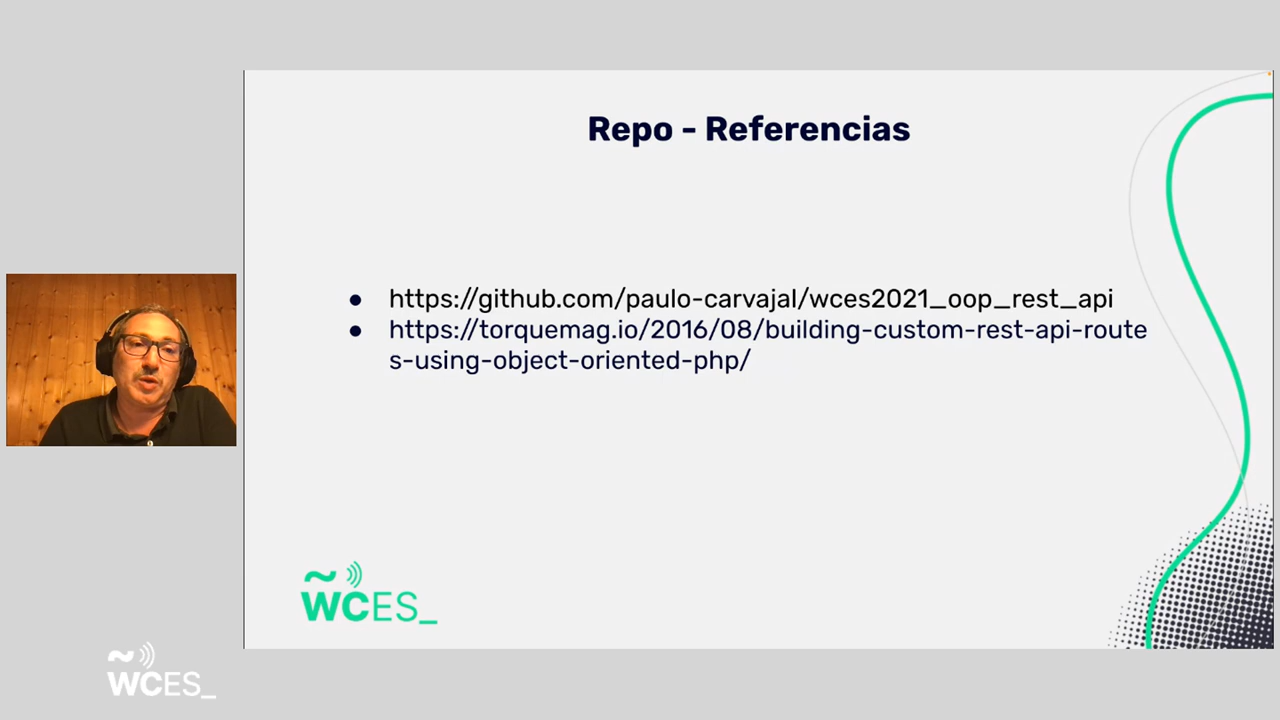 Repo - Referencias
https://github.com/paulo-carvajal/wces2021_oop_rest_api
https://torquemag.io/2016/08/building-custom-rest-api-route
s-using-object-oriented-php/
~ WCES_
~ WCES_